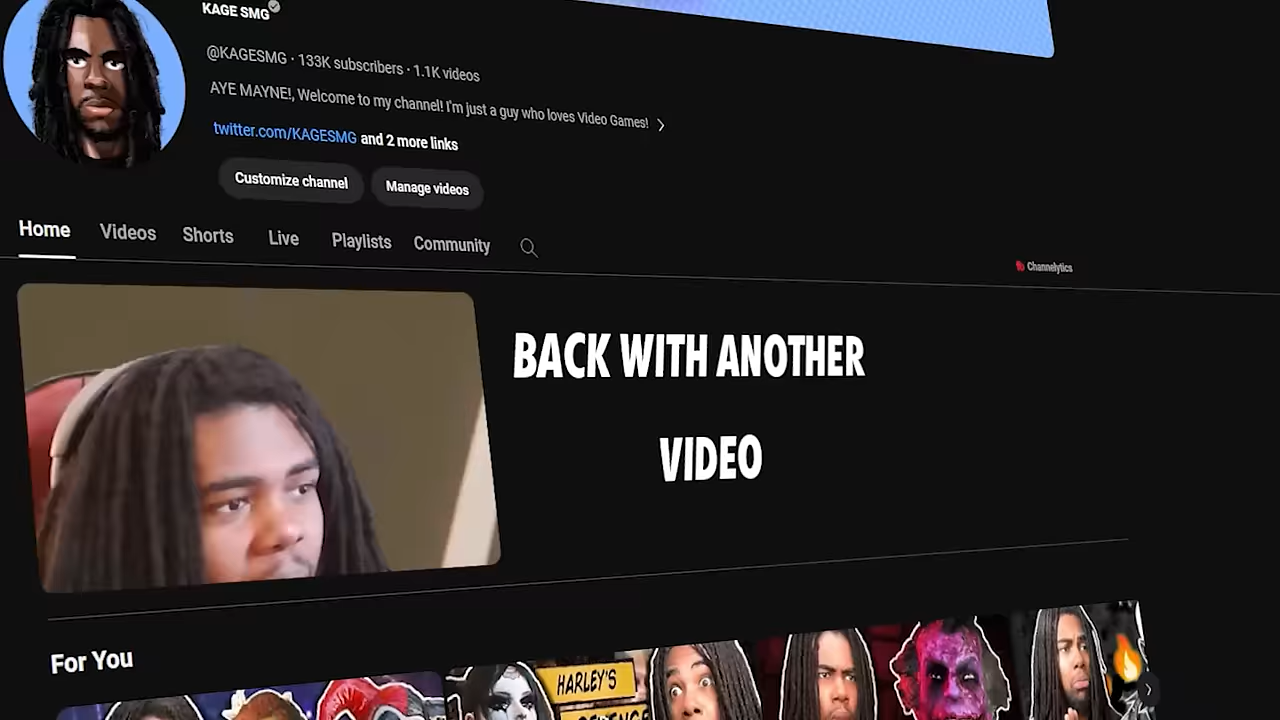 KAGE SMG
@KAGESMG · 133K subscribers · 1.1K videos
AYE MAYNE!, Welcome to my channel! I'm just a guy who loves Video Games!
twitter.com/KAGESMG and 2 more links
Customize channel
Manage videos
Home Videos Shorts Live Playlists Community
Channelytics
BACK WITH ANOTHER
VIDEO
For You
HARLEY'S